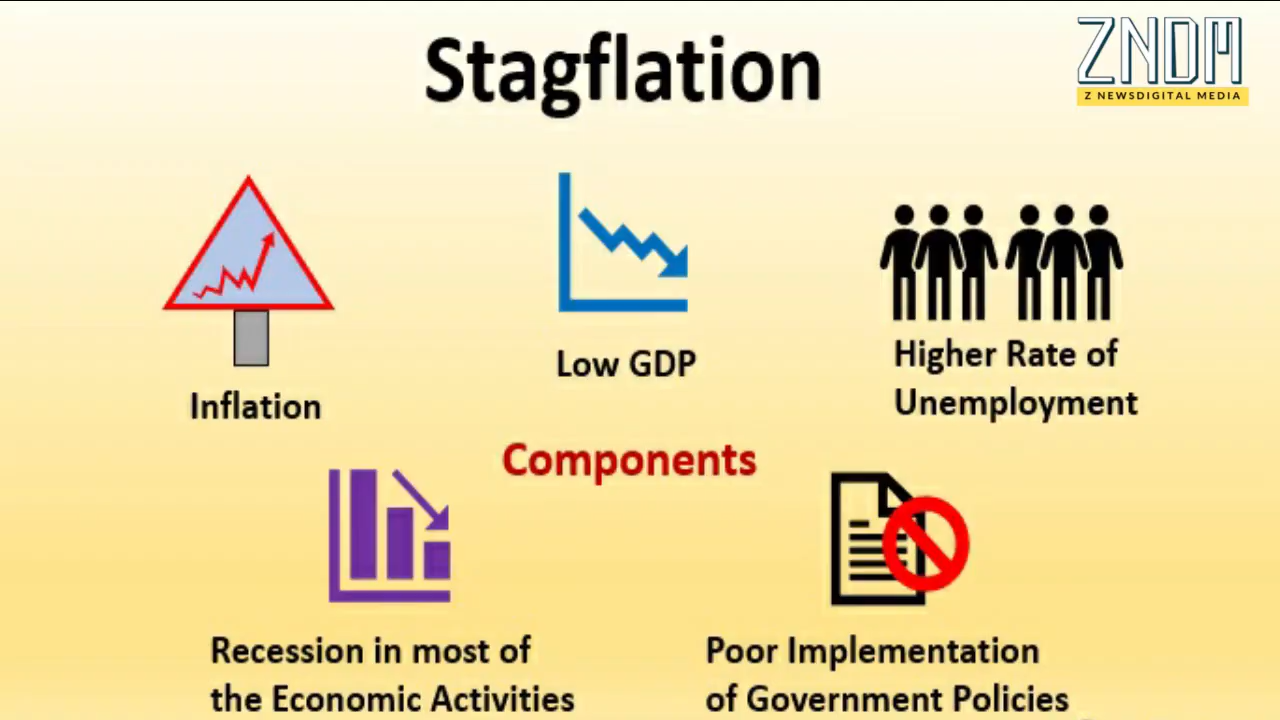 Stagflation
ZNDM
Z NEWSDIGITAL MEDIA
Inflation
Low GDP
Higher Rate of
Unemployment
Components
Recession in most of
the Economic Activities
Poor Implementation
of Government Policies